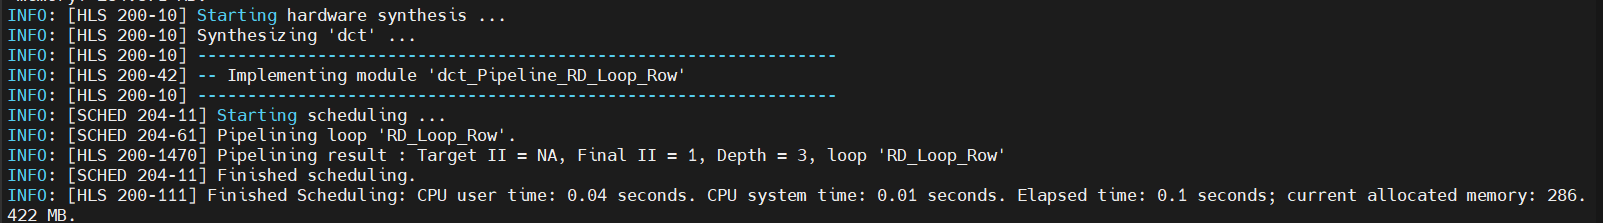 INFO: [HLS 200-10] Starting hardware synthesis ...
INFO: [HLS 200-10] Synthesizing 'dct' ...
INFO: [HLS 200-10] ----------------------------------------------------------------
INFO: [HLS 200-42] -- Implementing module 'dct_Pipeline_RD_Loop_Row'
INFO: [HLS 200-10] ----------------------------------------------------------------
INFO: [SCHED 204-11] Starting scheduling ...
INFO: [SCHED 204-61] Pipelining loop 'RD_Loop_Row'.
INFO: [HLS 200-1470] Pipelining result : Target II = NA, Final II = 1, Depth = 3, loop 'RD_Loop_Row'
INFO: [SCHED 204-11] Finished scheduling.
INFO: [HLS 200-111] Finished Scheduling: CPU user time: 0.04 seconds. CPU system time: 0.01 seconds. Elapsed time: 0.1 seconds; current allocated memory: 286.
422 MB.